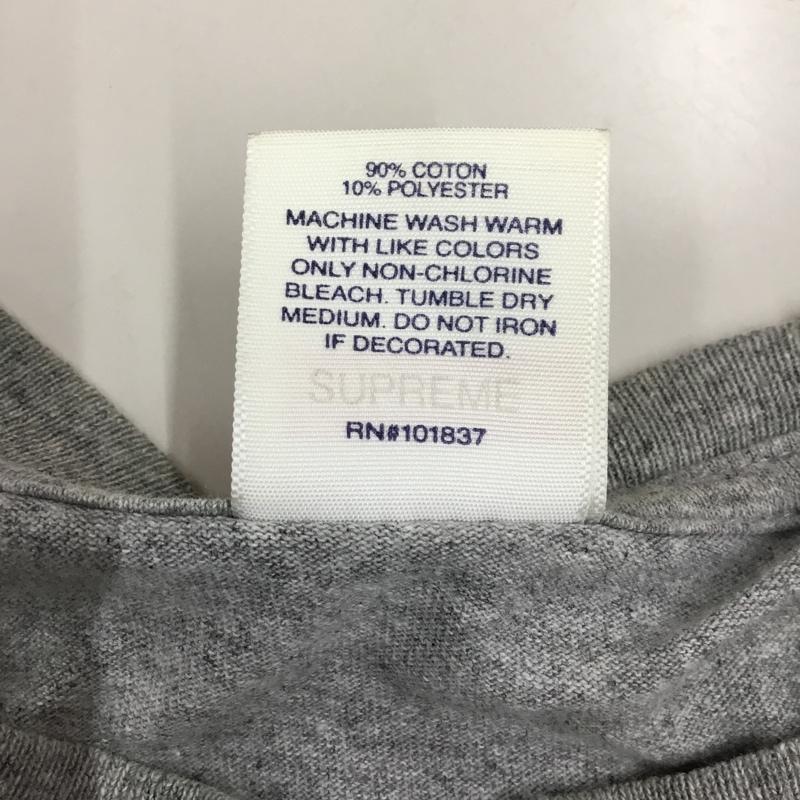 90% COTON
10% POLYESTER
MACHINE WASH WARM
WITH LIKE COLORS
ONLY NON-CHLORINE
BLEACH. TUMBLE DRY
MEDIUM. DO NOT IRON
IF DECORATED.
SUPREME
RN#101837